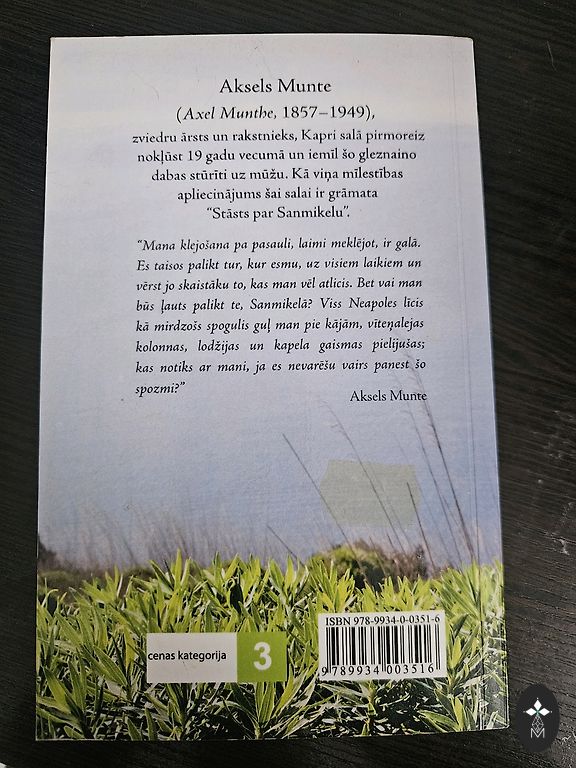 Aksels Munte
(Axel Munthe, 1857–1949),
zviedru ārsts un rakstnieks, Kapri salā pirmoreiz
nokļūst 19 gadu vecumā un iemīl šo gleznaino
dabas stūrīti uz mūžu. Kā viņa mīlestības
apliecinājums šai salai ir grāmata
“Stāsts par Sanmikelu”.
“Mana klejošana pa pasauli, laimi meklējot, ir galā.
Es taisos palikt tur, kur esmu, uz visiem laikiem un
vērst jo skaistāku to, kas man vēl atlicis. Bet vai man
būs ļauts palikt te, Sanmikelā? Viss Neapoles līcis
kā mirdzošs spogulis guļ man pie kājām, vīteņalejas
kolonnas, lodžijas un kapela gaismas pielijušas;
kas notiks ar mani, ja es nevarēšu vairs panest šo
spozmi?”
Aksels Munte
ISBN 978-9934-0-0351-6
cenas kategorija 3
9789934003516
M